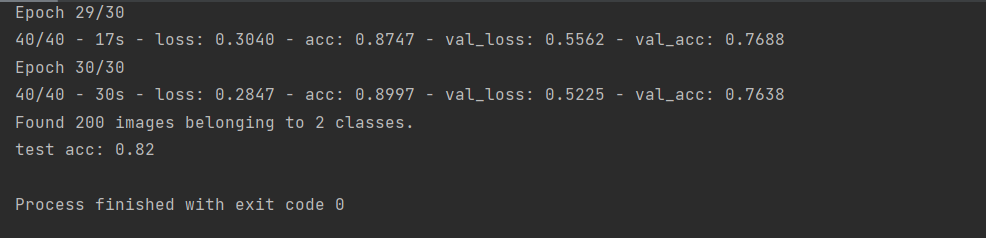 Epoch 29/30
40/40 - 17s - loss: 0.3040 - acc: 0.8747 - val_loss: 0.5562 - val_acc: 0.7688
Epoch 30/30
40/40 - 30s - loss: 0.2847 - acc: 0.8997 - val_loss: 0.5225 - val_acc: 0.7638
Found 200 images belonging to 2 classes.
test acc: 0.82
Process finished with exit code 0